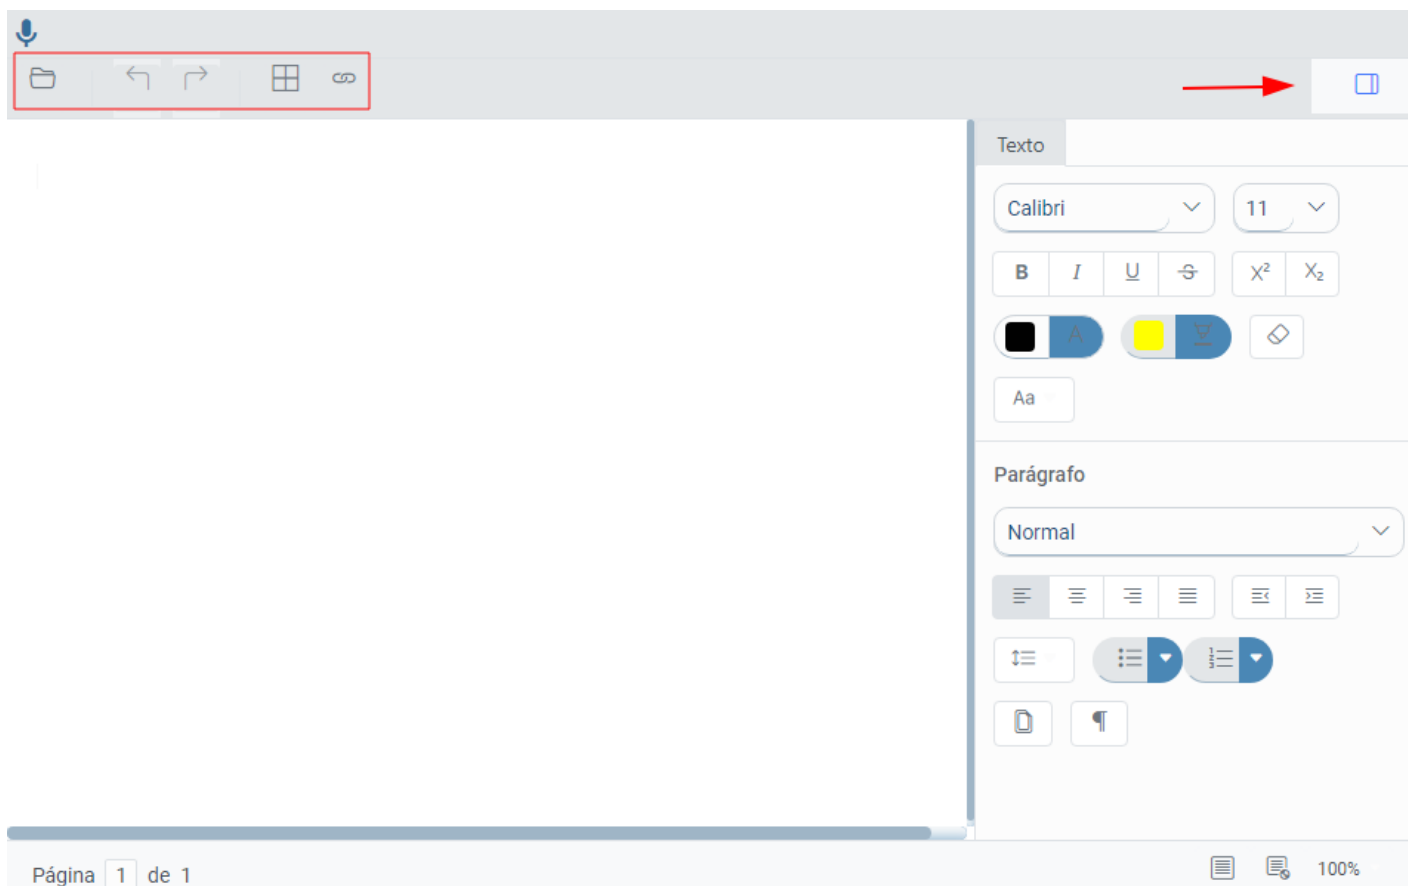 Texto
Calibri 11
B I U S X² X₂
A
Aa
Parágrafo
Normal
¶
Página 1 de 1 100%